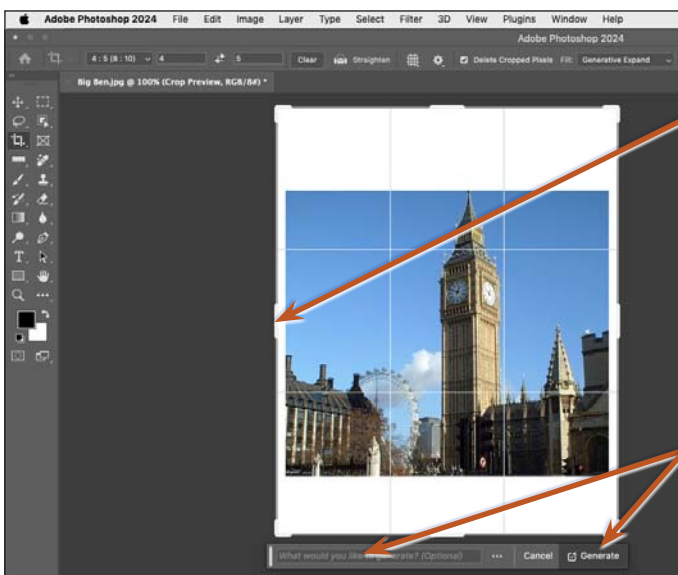 Adobe Photoshop 2024 File Edit Image Layer Type Select Filter 3D View Plugins Window Help
Adobe Photoshop 2024
4 : 5 (8 : 10) 4 5 Clear Straighten Delete Cropped Pixels Fill: Generative Expand
Big Ben.jpg @ 100% (Crop Preview, RGB/8#) *
What would you like to generate? (Optional) ... Cancel Generate